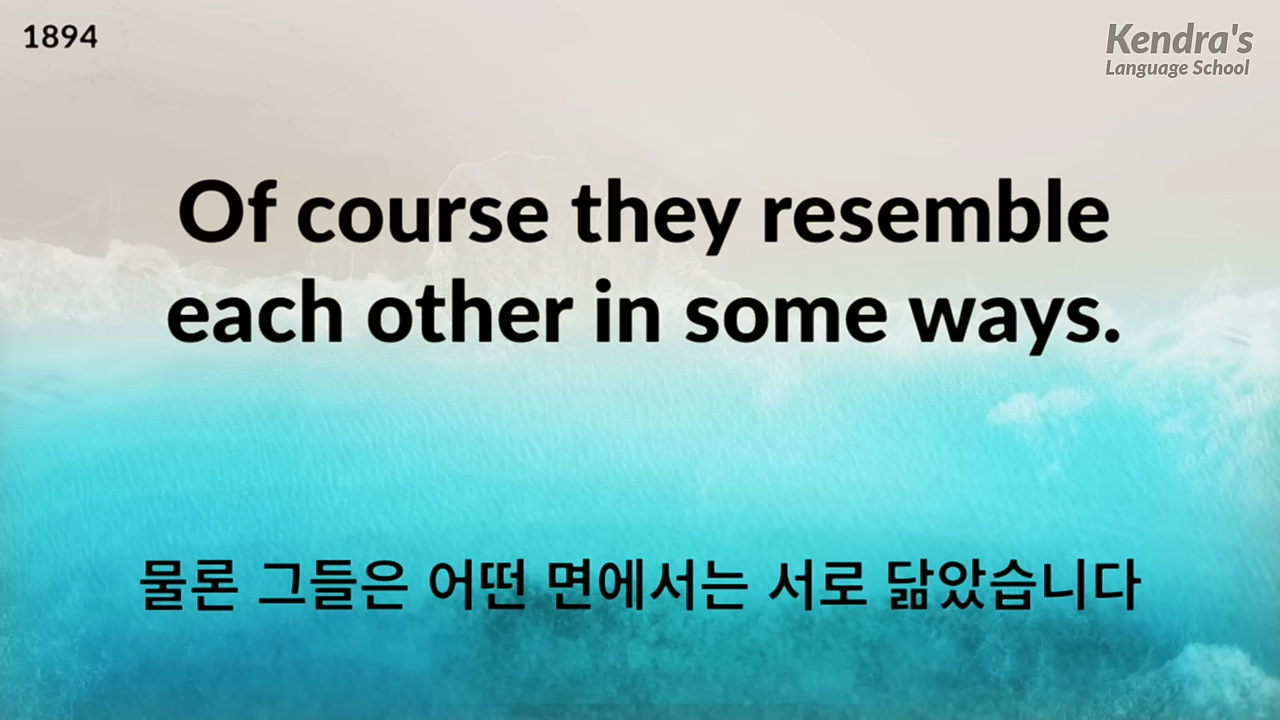 1894
Kendra's
Language School
Of course they resemble
each other in some ways.
물론 그들은 어떤 면에서는 서로 닮았습니다